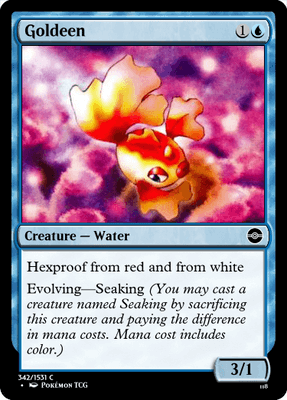 Goldeen 1
Creature — Water
Hexproof from red and from white
Evolving—Seaking (You may cast a
creature named Seaking by sacrificing
this creature and paying the difference
in mana costs. Mana cost includes
color.)
3/1
342/1531 C
• Pokémon TCG
118